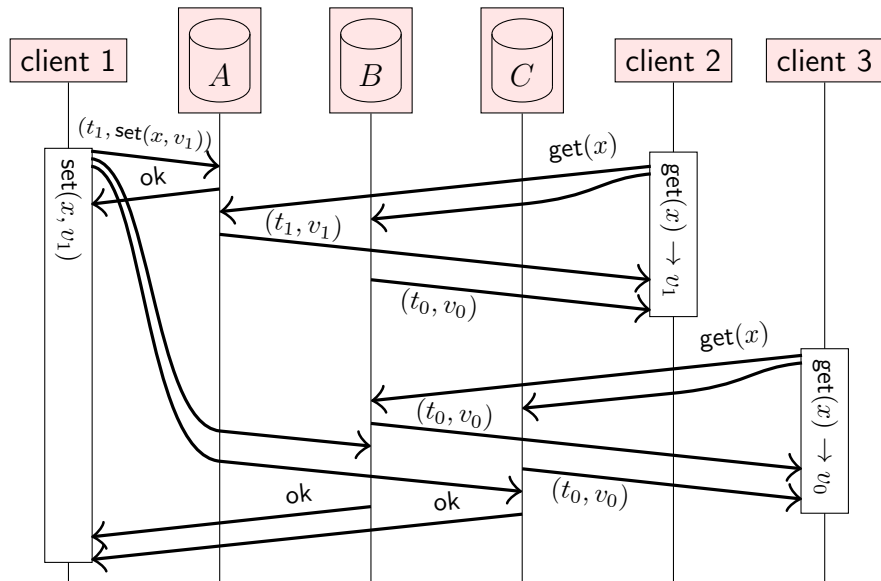 client 1
A
B
C
client 2
client 3
(t₁, set(x, v₁))
ok
set(x, v₁)
get(x)
get(x) → v₁
(t₁, v₁)
(t₀, v₀)
get(x)
get(x) → v₀
(t₀, v₀)
(t₀, v₀)
ok
ok